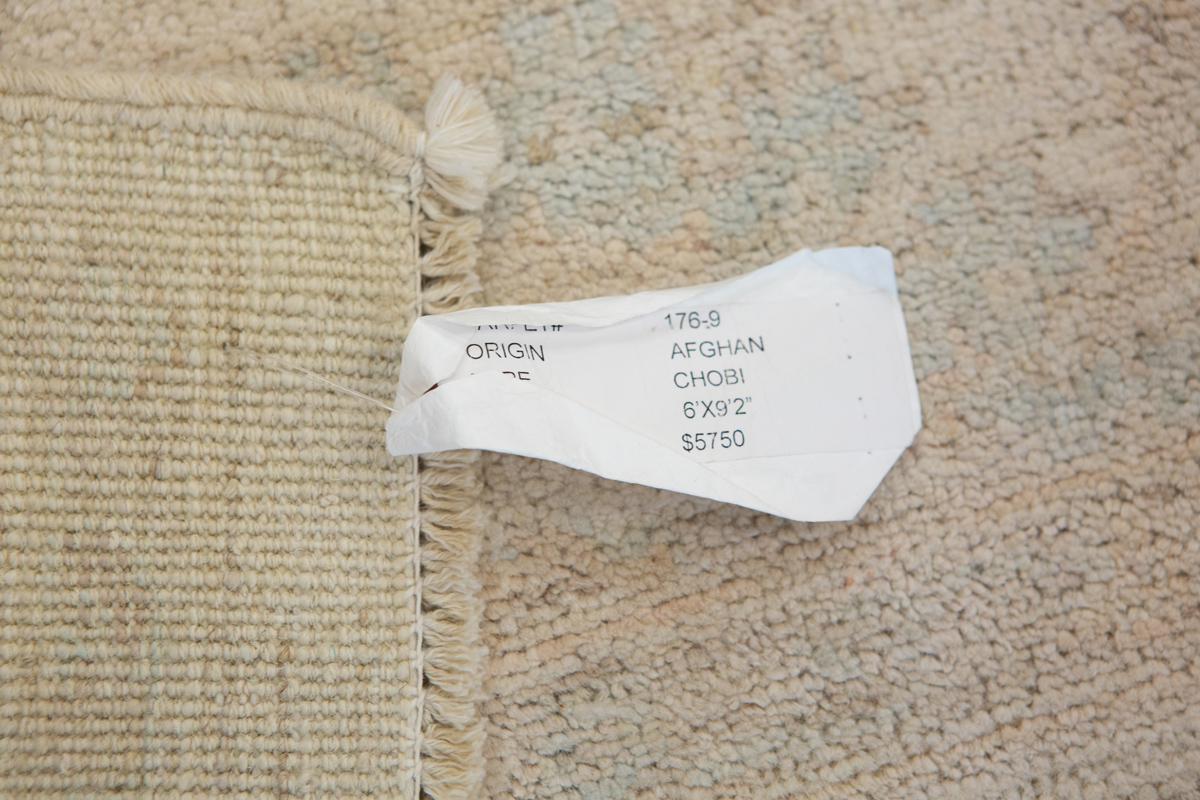 176-9
ORIGIN AFGHAN
CHOBI
6'X9'2"
$5750